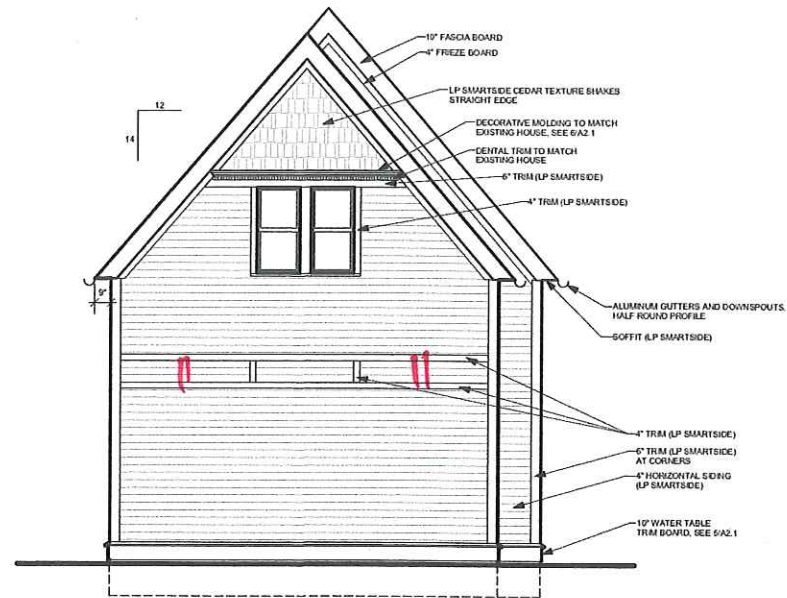 10" FASCIA BOARD
4" FRIEZE BOARD
LP SMARTSIDE CEDAR TEXTURE SHAKES
STRAIGHT EDGE
12
14
DECORATIVE MOLDING TO MATCH
EXISTING HOUSE, SEE 6/A2.1
DENTAL TRIM TO MATCH
EXISTING HOUSE
6" TRIM (LP SMARTSIDE)
4" TRIM (LP SMARTSIDE)
9"
ALUMINUM GUTTERS AND DOWNSPOUTS,
HALF ROUND PROFILE
SOFFIT (LP SMARTSIDE)
4" TRIM (LP SMARTSIDE)
6" TRIM (LP SMARTSIDE)
AT CORNERS
4" HORIZONTAL SIDING
(LP SMARTSIDE)
10" WATER TABLE
TRIM BOARD, SEE 5/A2.1